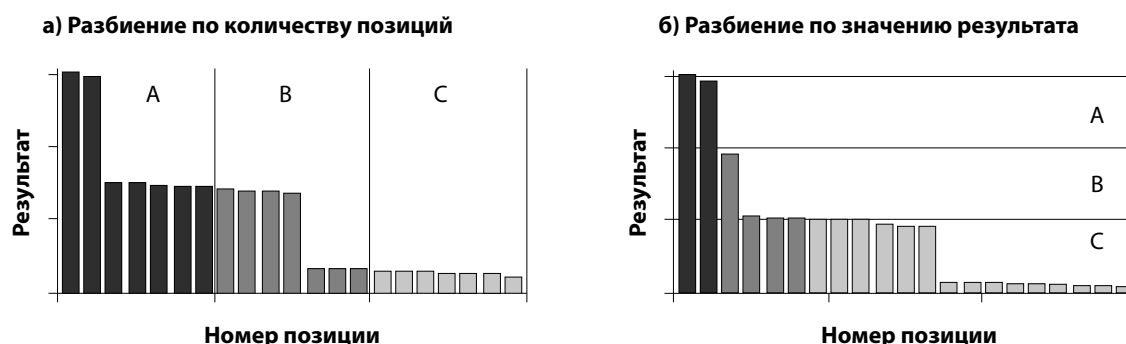 а) Разбиение по количеству позиций
A
B
C
Результат
Номер позиции
б) Разбиение по значению результата
A
B
C
Результат
Номер позиции